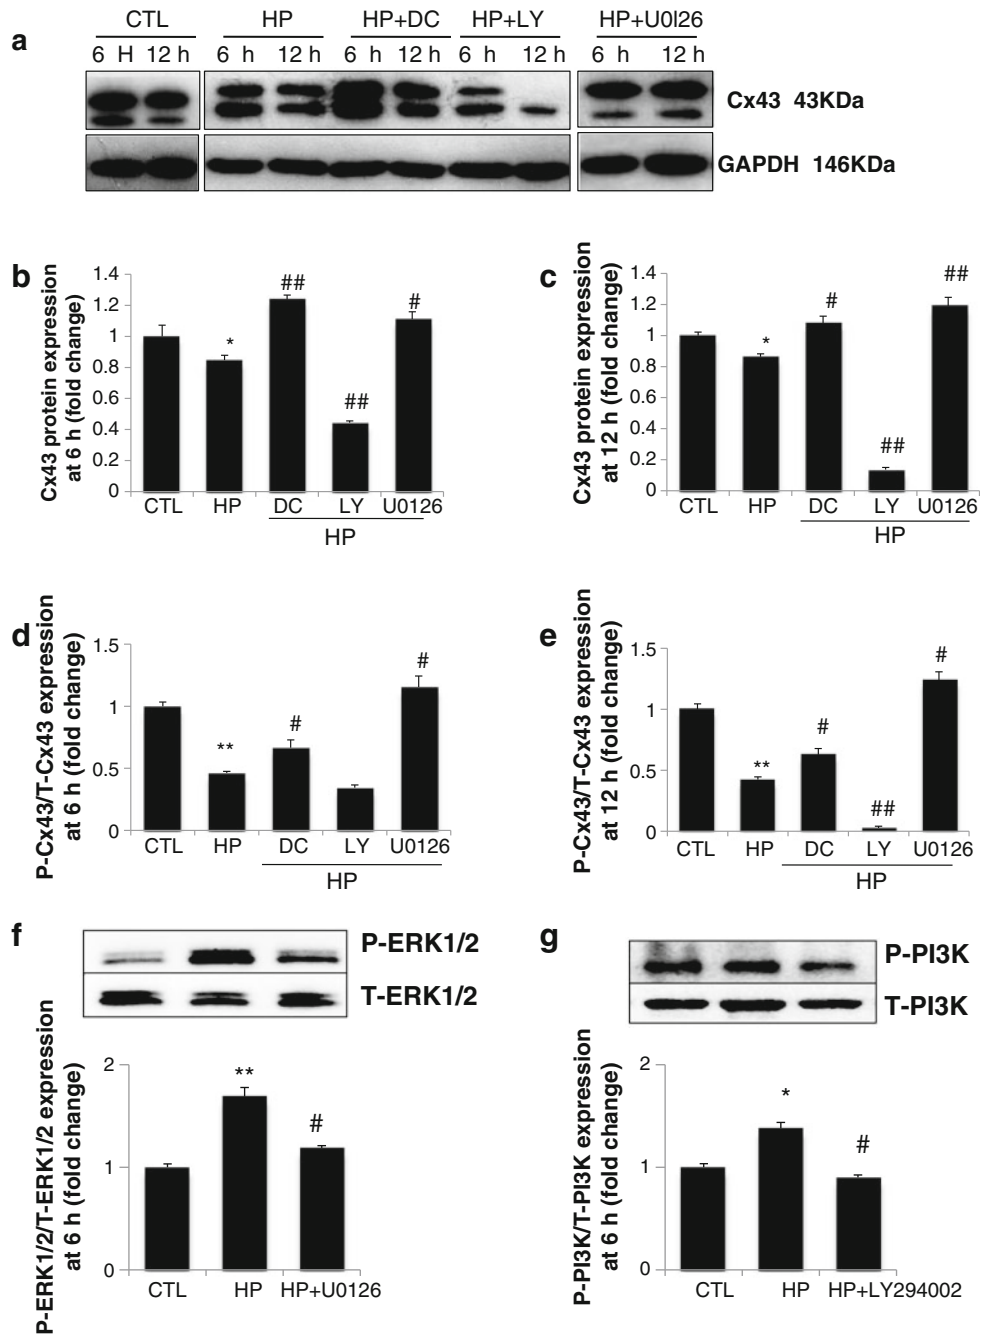 a
CTL HP HP+DC HP+LY HP+U0I26
6 H 12 h 6 h 12 h 6 h 12 h 6 h 12 h 6 h 12 h
Cx43 43KDa
GAPDH 146KDa
b
Cx43 protein expression
at 6 h (fold change)
1.4
1.2
1
0.8
0.6
0.4
0.2
0
*
##
##
#
CTL HP DC LY U0126
HP
c
Cx43 protein expression
at 12 h (fold change)
1.4
1.2
1
0.8
0.6
0.4
0.2
0
*
#
##
##
CTL HP DC LY U0126
HP
d
P-Cx43/T-Cx43 expression
at 6 h (fold change)
1.5
1
0.5
0
**
#
#
CTL HP DC LY U0126
HP
e
P-Cx43/T-Cx43 expression
at 12 h (fold change)
1.5
1
0.5
0
**
#
##
#
CTL HP DC LY U0126
HP
f
P-ERK1/2
T-ERK1/2
P-ERK1/2/T-ERK1/2 expression
at 6 h (fold change)
2
1
0
**
#
CTL HP HP+U0126
g
P-PI3K
T-PI3K
P-PI3K/T-PI3K expression
at 6 h (fold change)
2
1
0
*
#
CTL HP HP+LY294002